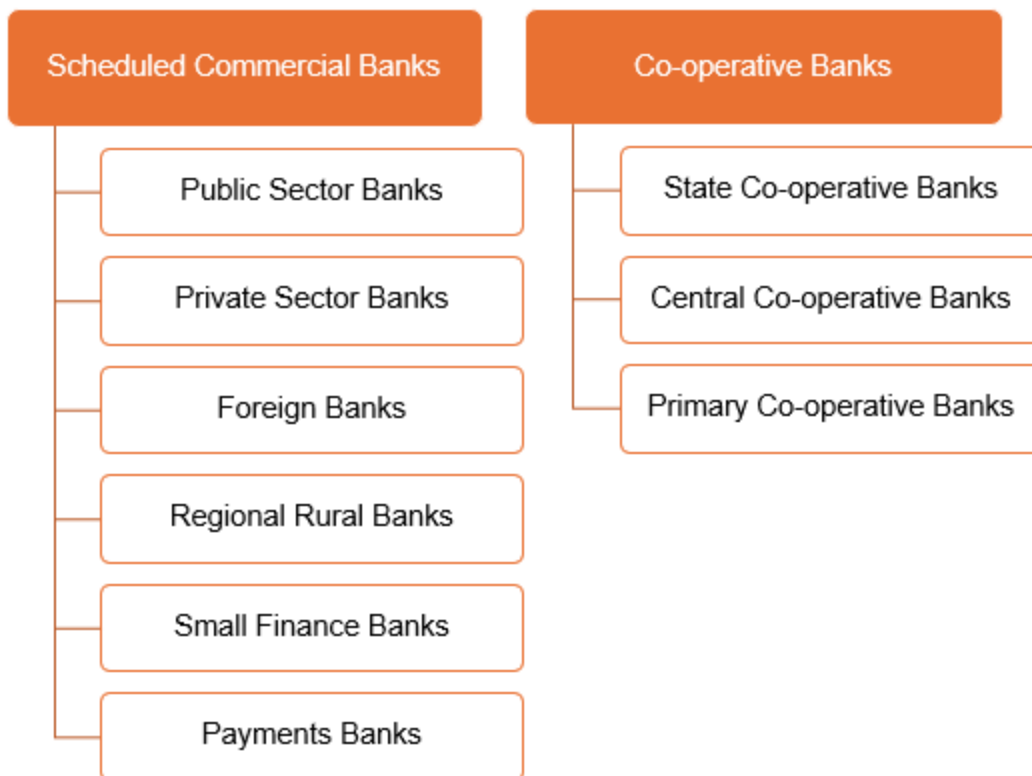 Scheduled Commercial Banks
Public Sector Banks
Private Sector Banks
Foreign Banks
Regional Rural Banks
Small Finance Banks
Payments Banks
Co-operative Banks
State Co-operative Banks
Central Co-operative Banks
Primary Co-operative Banks